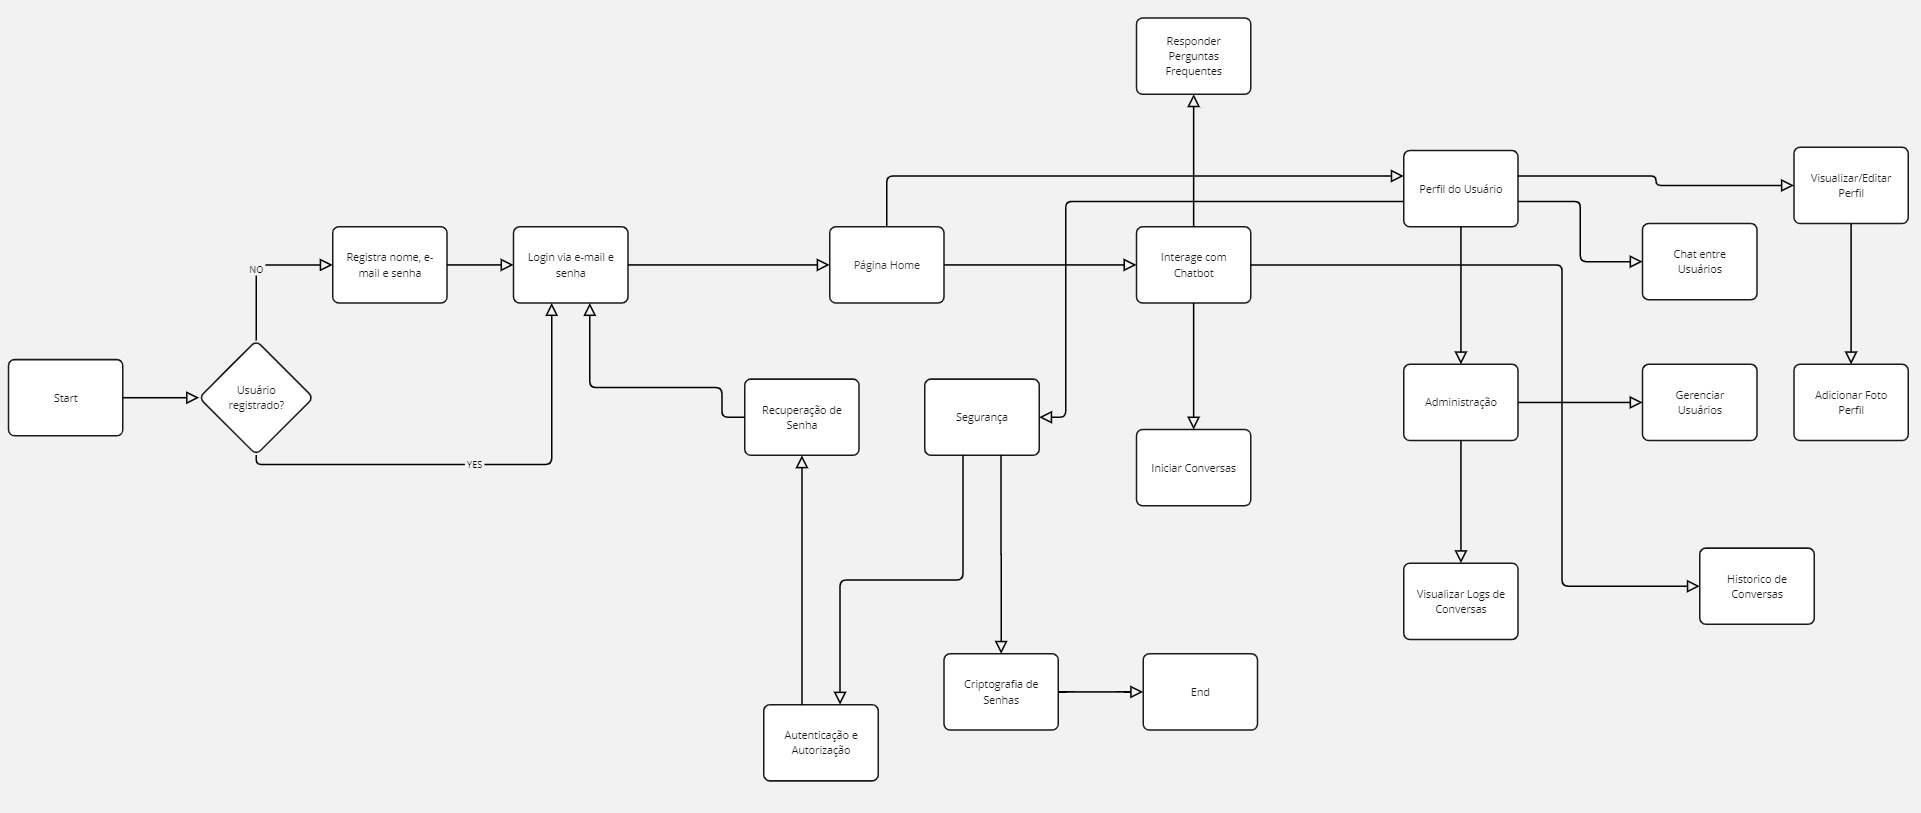 Responder
Perguntas
Frequentes
Perfil do Usuário
Visualizar/Editar
Perfil
NO
Registra nome, e-
mail e senha
Login via e-mail e
senha
Página Home
Interage com
Chatbot
Chat entre
Usuários
Start
Usuário
registrado?
Recuperação de
Senha
Segurança
Administração
Gerenciar
Usuários
Adicionar Foto
Perfil
YES
Iniciar Conversas
Visualizar Logs de
Conversas
Historico de
Conversas
Criptografia de
Senhas
End
Autenticação e
Autorização